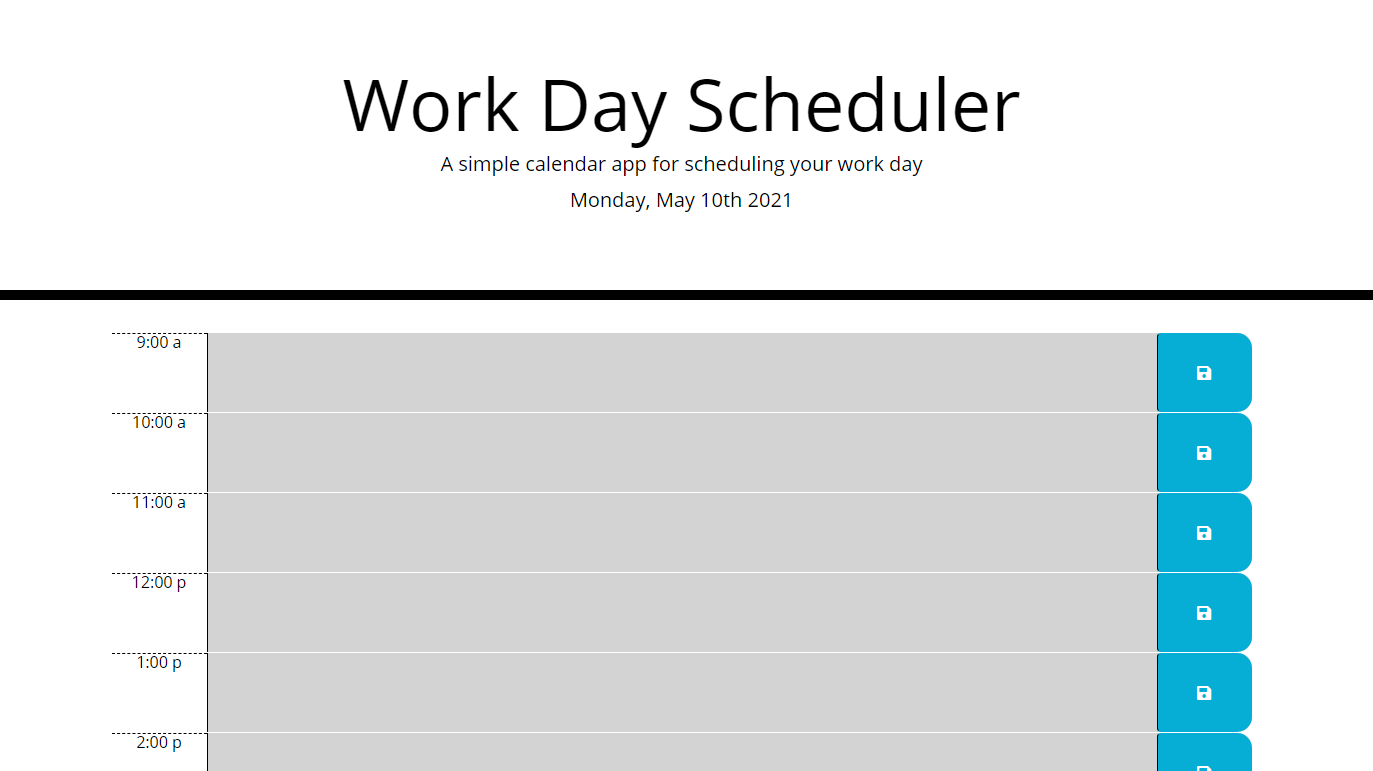 Work Day Scheduler
A simple calendar app for scheduling your work day
Monday, May 10th 2021
9:00 a
10:00 a
11:00 a
12:00 p
1:00 p
2:00 p